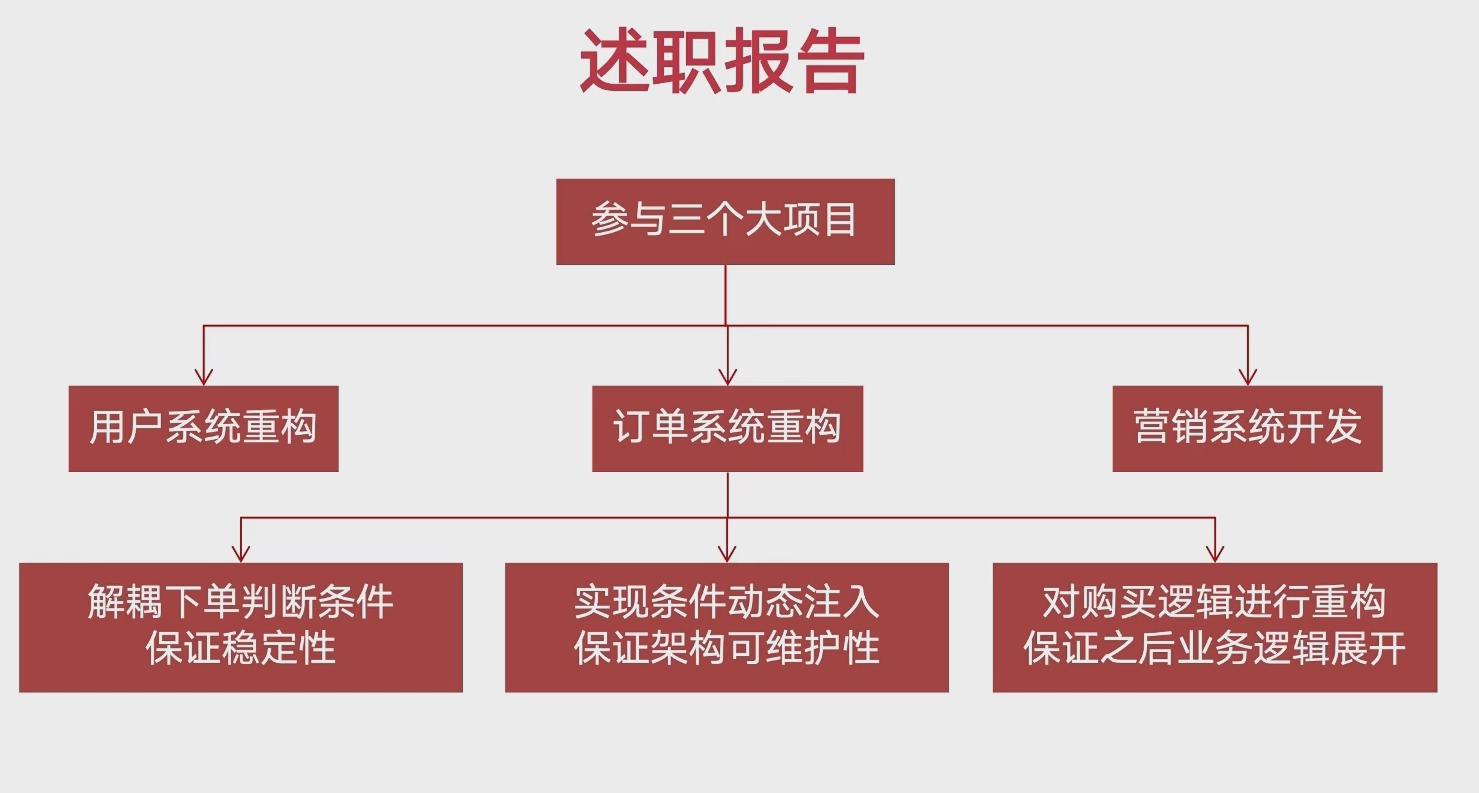 述职报告
参与三个大项目
用户系统重构
订单系统重构
营销系统开发
解耦下单判断条件
保证稳定性
实现条件动态注入
保证架构可维护性
对购买逻辑进行重构
保证之后业务逻辑展开